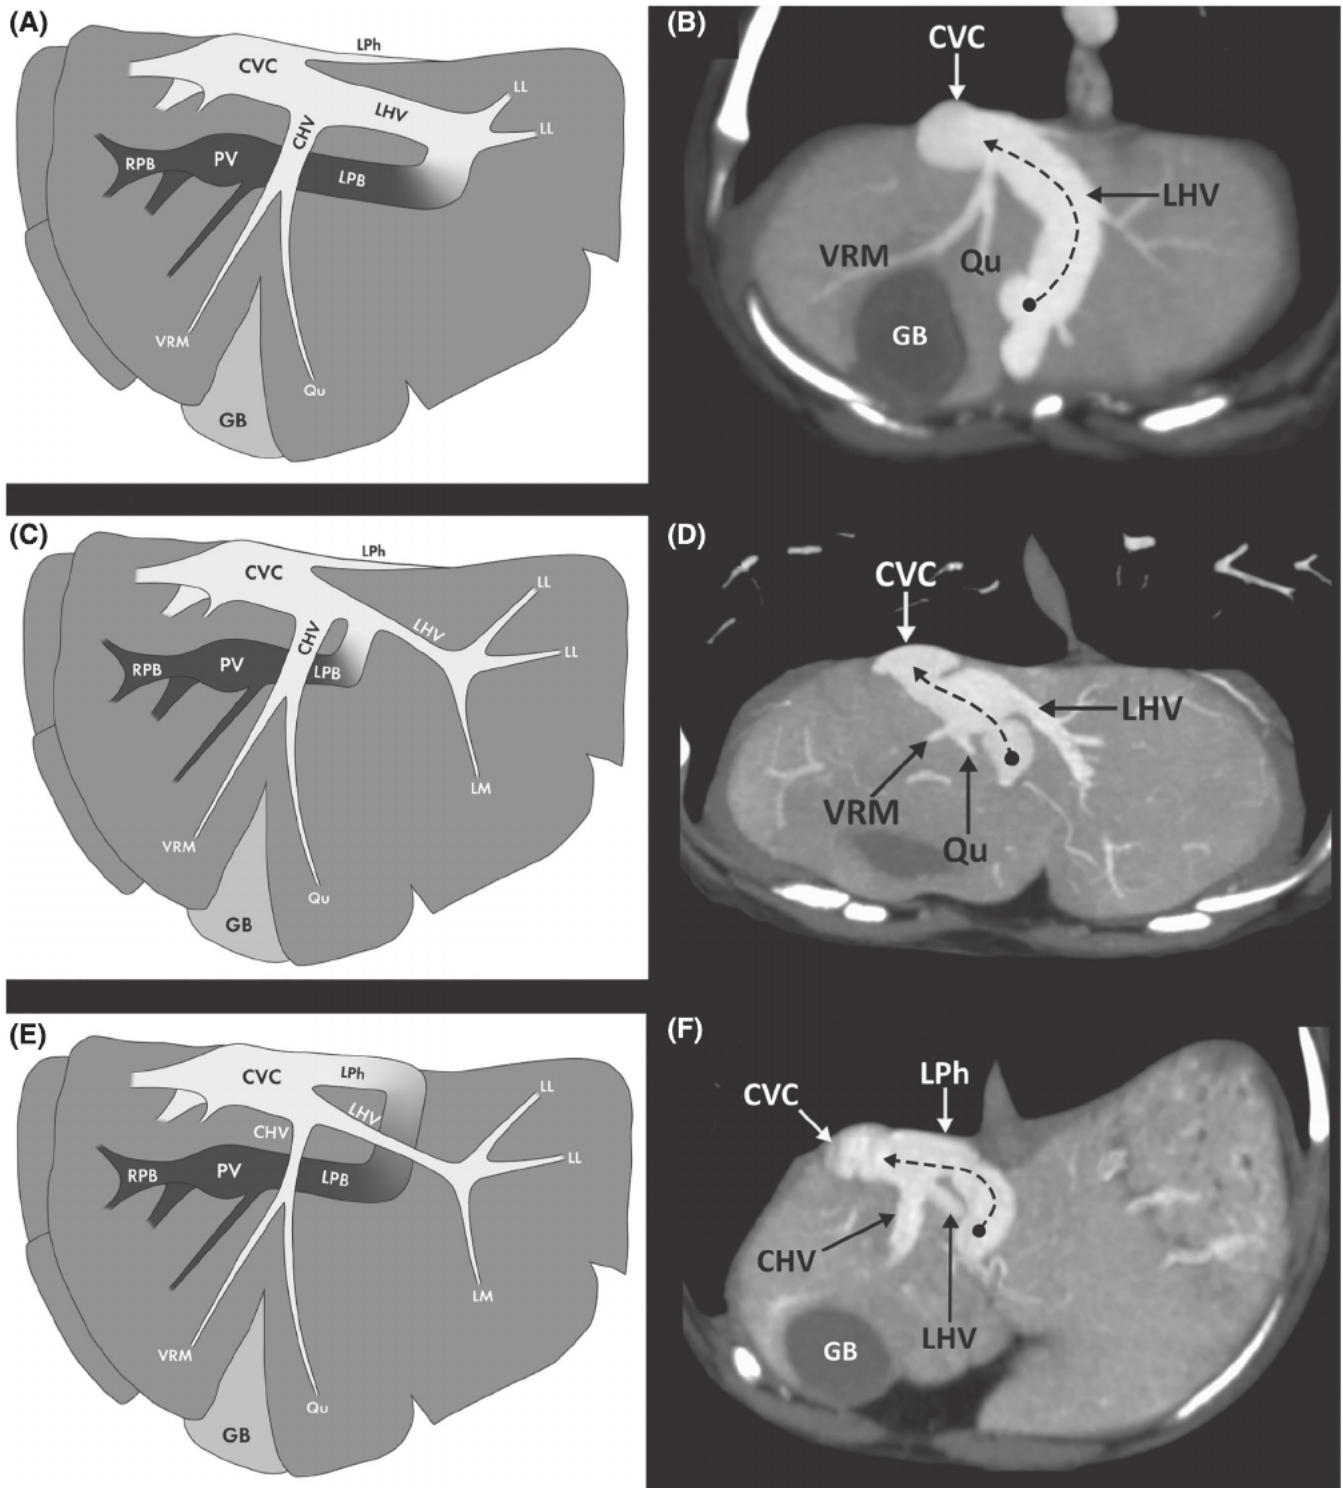 (A)
LPh
CVC
LL
LHV
CHV
LL
RPB
PV
LPB
VRM
Qu
GB
(B)
CVC
LHV
VRM
Qu
GB
(C)
LPh
CVC
LL
LHV
CHV
LL
RPB
PV
LPB
LM
VRM
Qu
GB
(D)
CVC
LHV
VRM
Qu
(E)
LPh
CVC
LL
LHV
CHV
LL
RPB
PV
LPB
LM
VRM
Qu
GB
(F)
LPh
CVC
CHV
LHV
GB